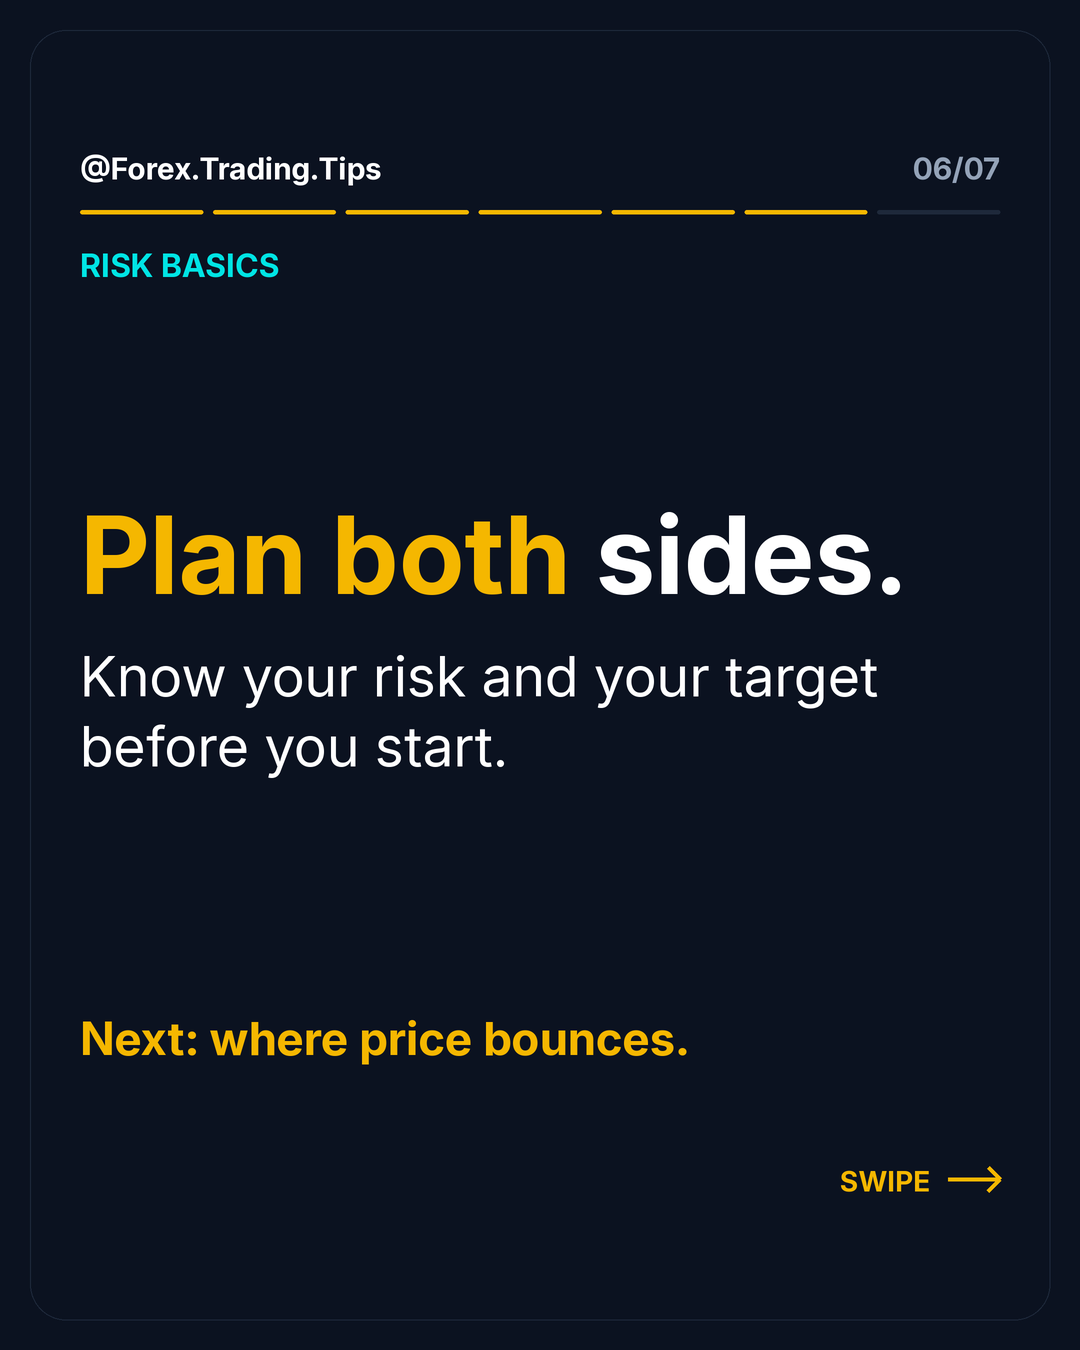 @Forex.Trading.Tips
06/07
RISK BASICS
Plan both sides.
Know your risk and your target
before you start.
Next: where price bounces.
SWIPE